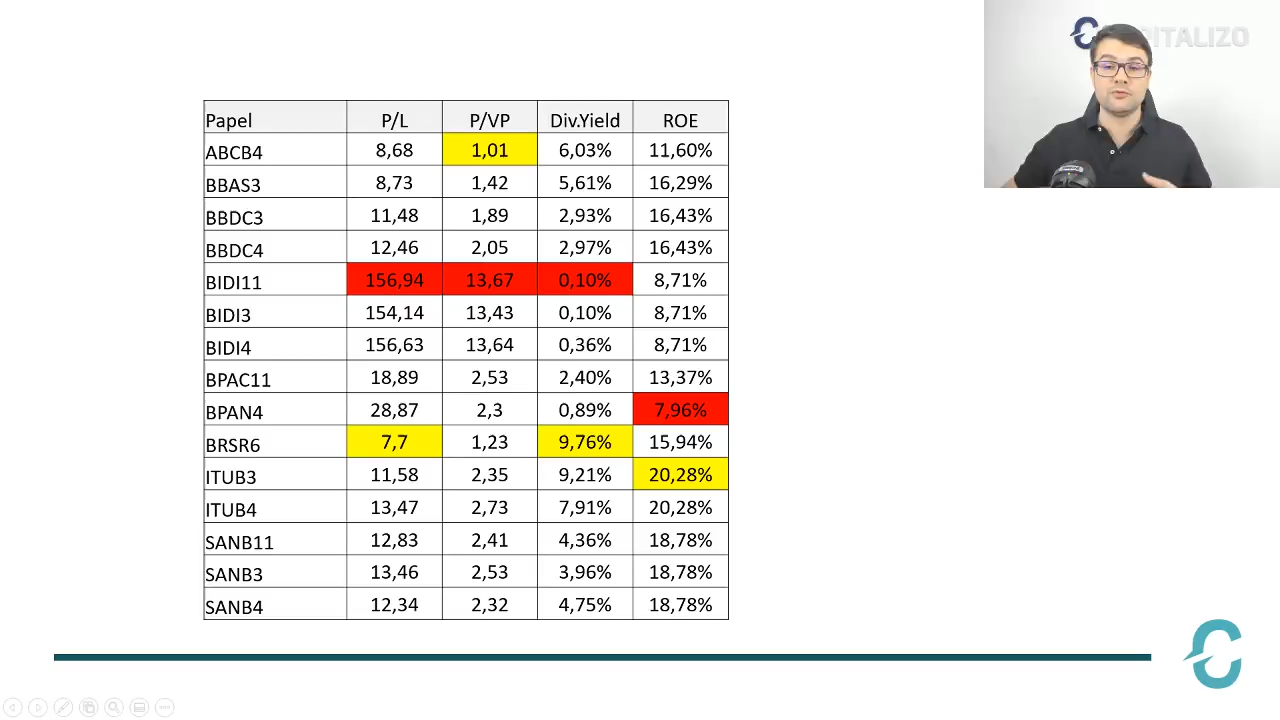 CAPITALIZO
Papel P/L P/VP Div.Yield ROE
ABCB4 8,68 1,01 6,03% 11,60%
BBAS3 8,73 1,42 5,61% 16,29%
BBDC3 11,48 1,89 2,93% 16,43%
BBDC4 12,46 2,05 2,97% 16,43%
BIDI11 156,94 13,67 0,10% 8,71%
BIDI3 154,14 13,43 0,10% 8,71%
BIDI4 156,63 13,64 0,36% 8,71%
BPAC11 18,89 2,53 2,40% 13,37%
BPAN4 28,87 2,3 0,89% 7,96%
BRSR6 7,7 1,23 9,76% 15,94%
ITUB3 11,58 2,35 9,21% 20,28%
ITUB4 13,47 2,73 7,91% 20,28%
SANB11 12,83 2,41 4,36% 18,78%
SANB3 13,46 2,53 3,96% 18,78%
SANB4 12,34 2,32 4,75% 18,78%